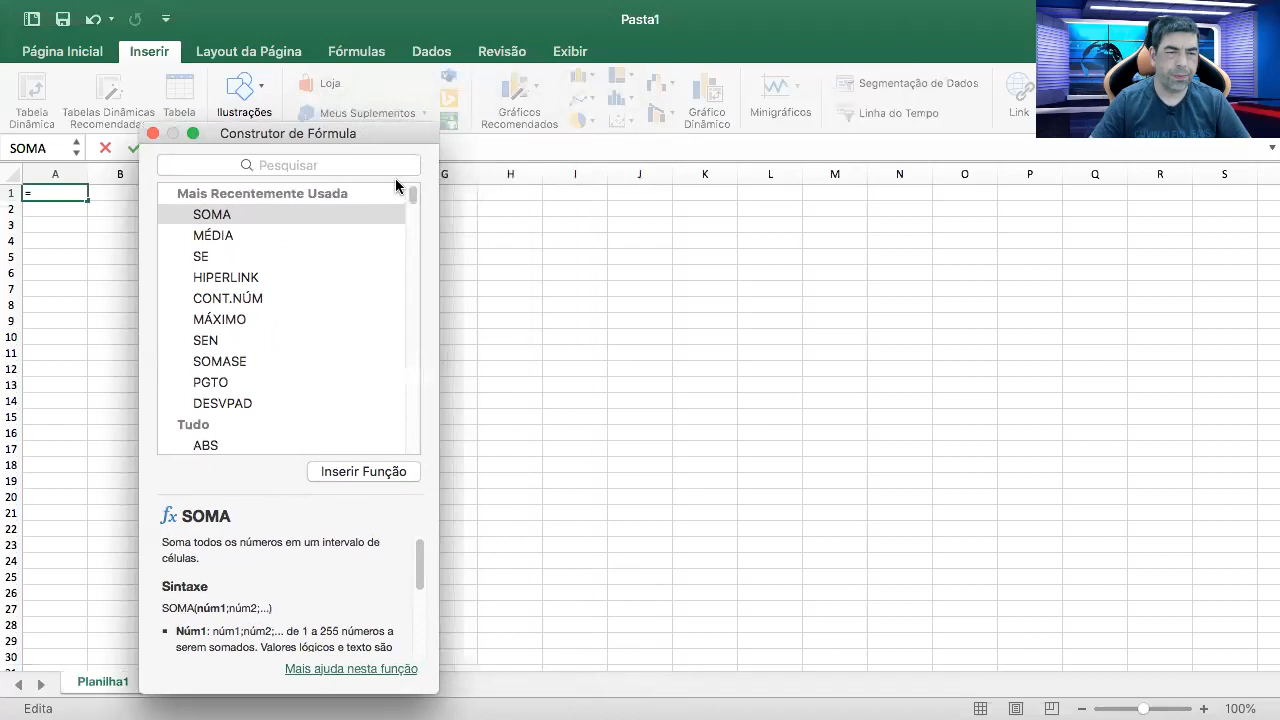 Pasta1
Página Inicial Inserir Layout da Página Fórmulas Dados Revisão Exibir
Tabela Dinâmica
Tabelas Dinâmicas Recomendadas
Tabela
Ilustrações
Loja
Meus suplementos
Gráficos Recomendados
Gráfico Dinâmico
Minigráficos
Segmentação de Dados
Linha do Tempo
Link
SOMA
A B G H I J K L M N O P Q R S
1 =
2
3
4
5
6
7
8
9
10
11
12
13
14
15
16
17
18
19
20
21
22
23
24
25
26
27
28
29
30
Construtor de Fórmula
Pesquisar
Mais Recentemente Usada
SOMA
MÉDIA
SE
HIPERLINK
CONT.NÚM
MÁXIMO
SEN
SOMASE
PGTO
DESVPAD
Tudo
ABS
Inserir Função
fx SOMA
Soma todos os números em um intervalo de
células.
Sintaxe
SOMA(núm1;núm2;...)
▪ Núm1: núm1;núm2;... de 1 a 255 números a
serem somados. Valores lógicos e texto são
Mais ajuda nesta função
Planilha1
Edita
100%
CALVIN KLEIN JEANS